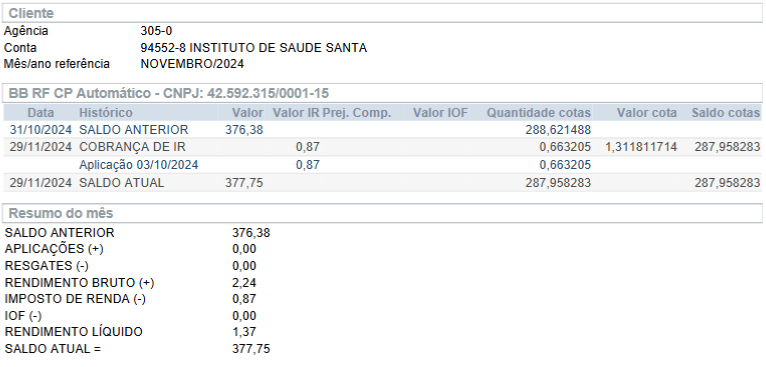 Cliente
Agência 305-0
Conta 94552-8 INSTITUTO DE SAUDE SANTA
Mês/ano referência NOVEMBRO/2024
BB RF CP Automático - CNPJ: 42.592.315/0001-15
Data Histórico Valor Valor IR Prej. Comp. Valor IOF Quantidade cotas Valor cota Saldo cotas
31/10/2024 SALDO ANTERIOR 376,38 288,621488
29/11/2024 COBRANÇA DE IR 0,87 0,663205 1,311811714 287,958283
Aplicação 03/10/2024 0,87 0,663205
29/11/2024 SALDO ATUAL 377,75 287,958283 287,958283
Resumo do mês
SALDO ANTERIOR 376,38
APLICAÇÕES (+) 0,00
RESGATES (-) 0,00
RENDIMENTO BRUTO (+) 2,24
IMPOSTO DE RENDA (-) 0,87
IOF (-) 0,00
RENDIMENTO LÍQUIDO 1,37
SALDO ATUAL = 377,75